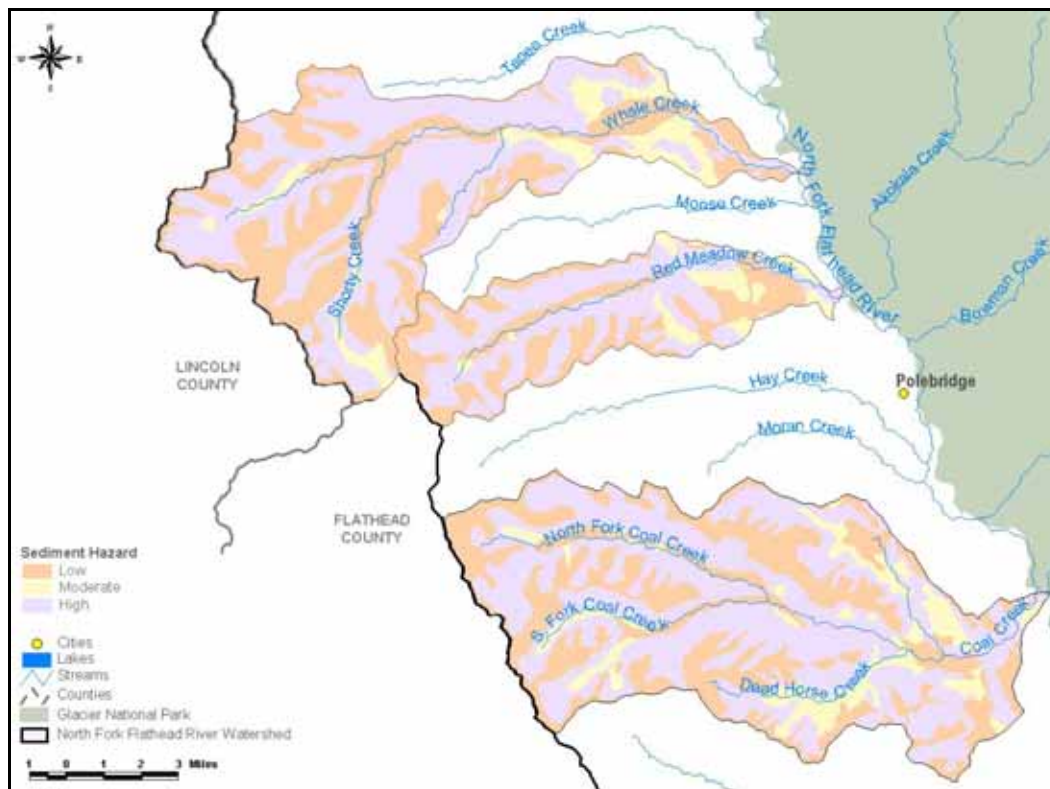 N
W E
S
Tepee Creek
Whale Creek
North Fork Flathead River
Akokala Creek
Moose Creek
Shorty Creek
Red Meadow Creek
Bowman Creek
LINCOLN
COUNTY
Hay Creek
Polebridge
Moran Creek
FLATHEAD
COUNTY
North Fork Coal Creek
S. Fork Coal Creek
Coal Creek
Dead Horse Creek
Sediment Hazard
Low
Moderate
High
Cities
Lakes
Streams
Counties
Glacier National Park
North Fork Flathead River Watershed
1 0 1 2 3 Miles